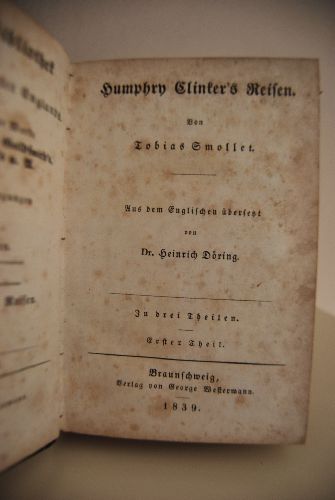 Bibliothek
Humphry Clinker's Reisen.
Von
Tobias Smollet.
Aus dem Englischen übersetzt
von
Dr. Heinrich Döring.
In drei Theilen.
Erster Theil.
Braunschweig,
Verlag von George Westermann.
1839.